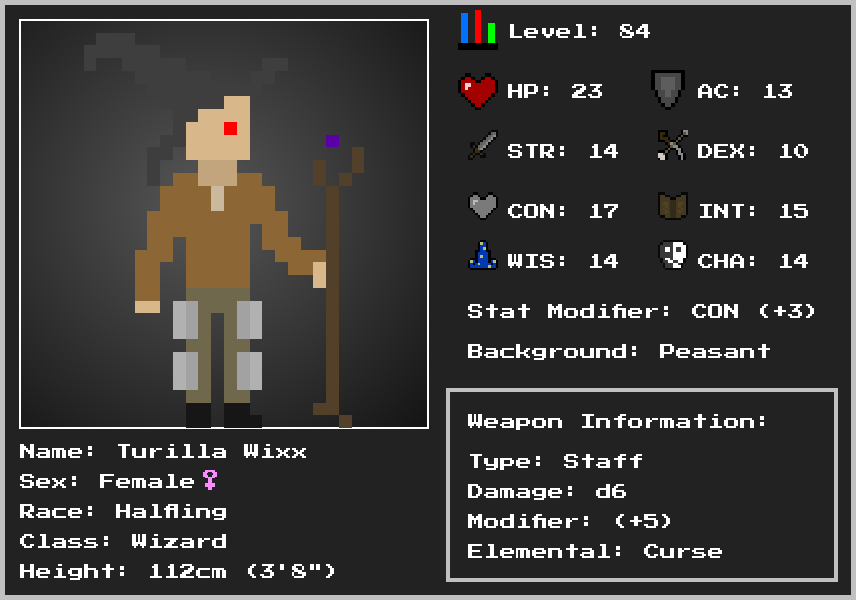 Level: 84
HP: 23
AC: 13
STR: 14
DEX: 10
CON: 17
INT: 15
WIS: 14
CHA: 14
Stat Modifier: CON (+3)
Background: Peasant
Weapon Information:
Type: Staff
Damage: d6
Modifier: (+5)
Elemental: Curse
Name: Turilla Wixx
Sex: Female♀
Race: Halfling
Class: Wizard
Height: 112cm (3'8")